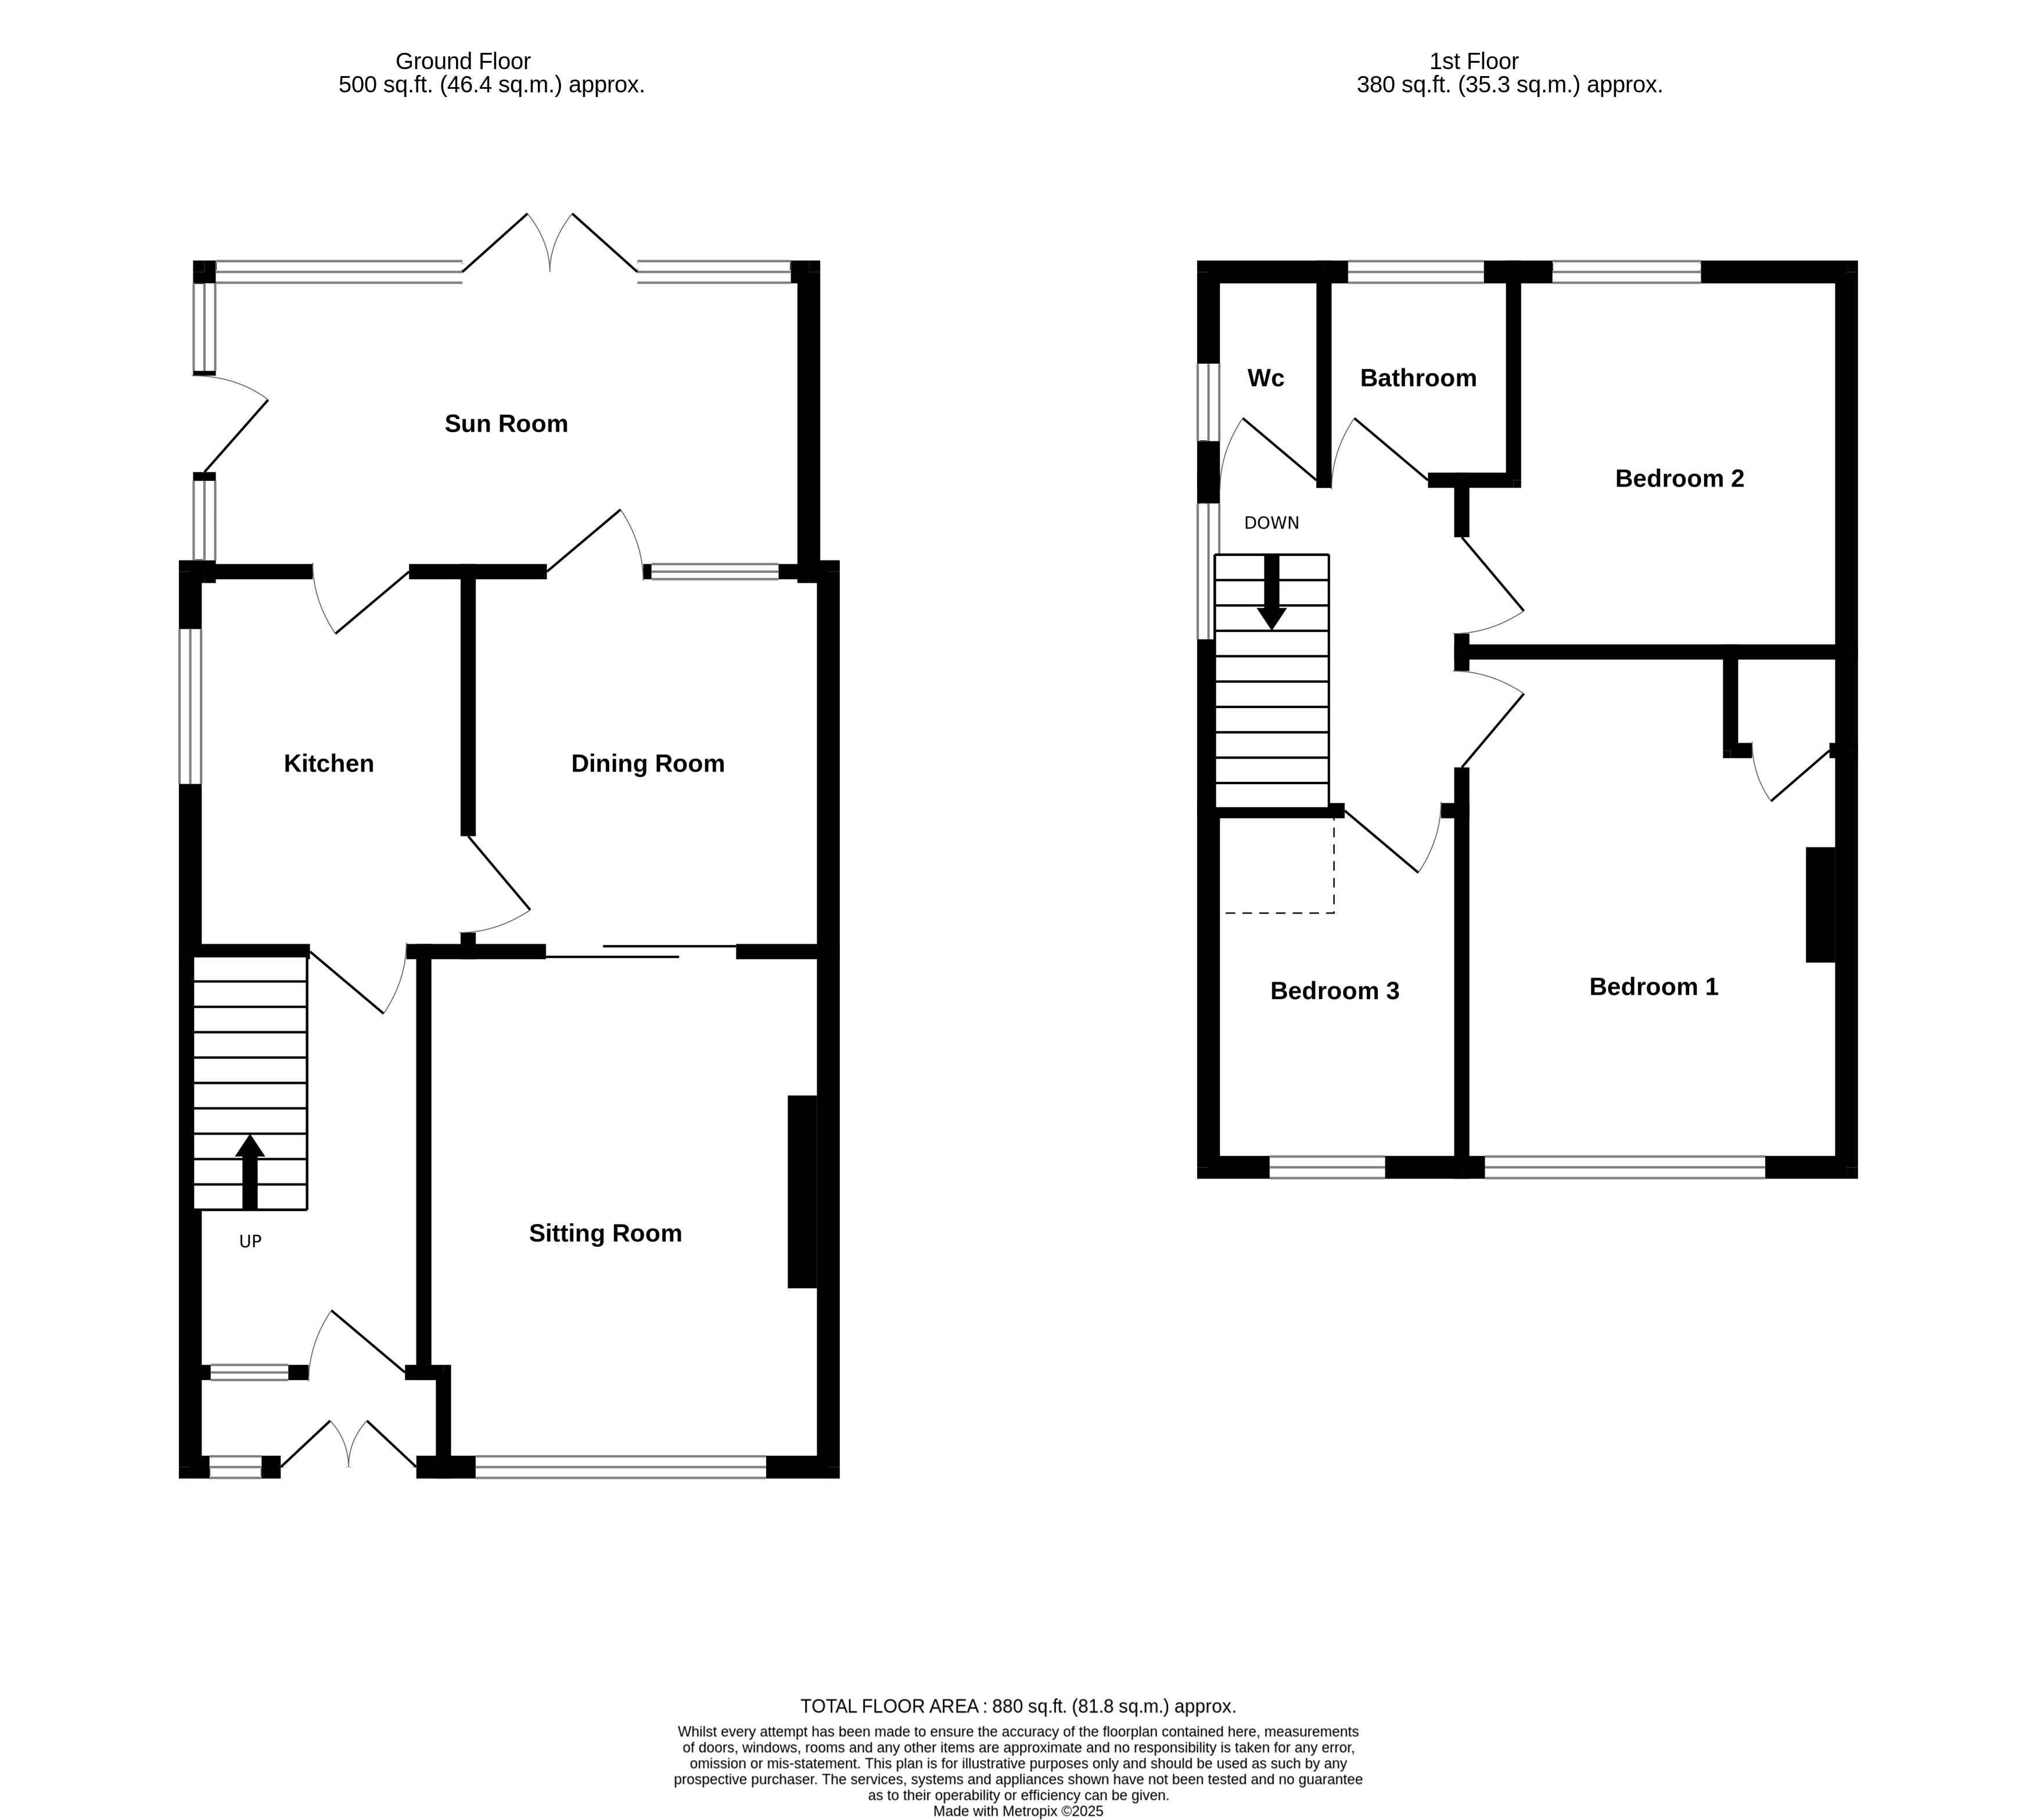 Ground Floor
500 sq.ft. (46.4 sq.m.) approx.
1st Floor
380 sq.ft. (35.3 sq.m.) approx.
Sun Room
Kitchen
Dining Room
Sitting Room
UP
Wc
Bathroom
Bedroom 2
DOWN
Bedroom 3
Bedroom 1
TOTAL FLOOR AREA : 880 sq.ft. (81.8 sq.m.) approx.
Whilst every attempt has been made to ensure the accuracy of the floorplan contained here, measurements
of doors, windows, rooms and any other items are approximate and no responsibility is taken for any error,
omission or mis-statement. This plan is for illustrative purposes only and should be used as such by any
prospective purchaser. The services, systems and appliances shown have not been tested and no guarantee
as to their operability or efficiency can be given.
Made with Metropix ©2025